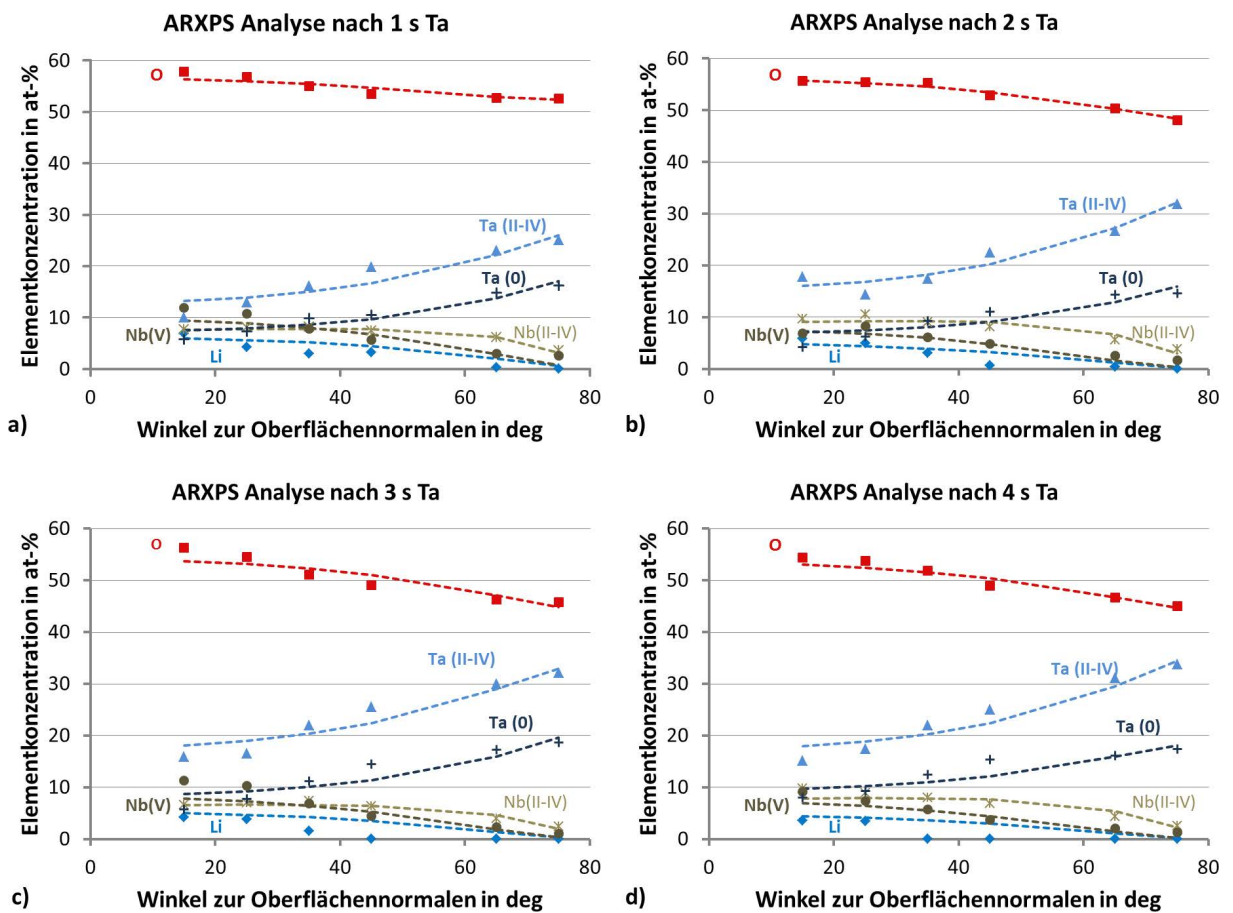 ARXPS Analyse nach 1 s Ta
Elementkonzentration in at-%
60
50
40
30
20
10
0
O
Ta (II-IV)
Ta (0)
Nb(V)
Nb(II-IV)
Li
0 20 40 60 80
Winkel zur Oberflächennormalen in deg
a)
ARXPS Analyse nach 2 s Ta
Elementkonzentration in at-%
60
50
40
30
20
10
0
O
Ta (II-IV)
Ta (0)
Nb(V)
Nb(II-IV)
Li
0 20 40 60 80
Winkel zur Oberflächennormalen in deg
b)
ARXPS Analyse nach 3 s Ta
Elementkonzentration in at-%
60
50
40
30
20
10
0
O
Ta (II-IV)
Ta (0)
Nb(V)
Nb(II-IV)
Li
0 20 40 60 80
Winkel zur Oberflächennormalen in deg
c)
ARXPS Analyse nach 4 s Ta
Elementkonzentration in at-%
60
50
40
30
20
10
0
O
Ta (II-IV)
Ta (0)
Nb(V)
Nb(II-IV)
Li
0 20 40 60 80
Winkel zur Oberflächennormalen in deg
d)